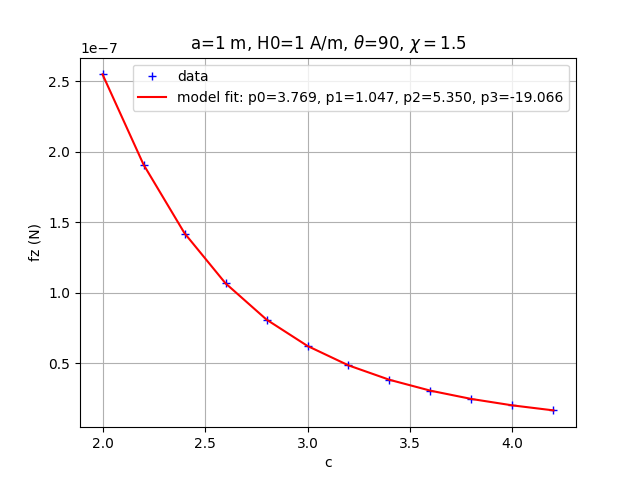 a=1 m, H0=1 A/m, θ=90, χ = 1.5
1e−7
data
model fit: p0=3.769, p1=1.047, p2=5.350, p3=-19.066
2.5
2.0
1.5
1.0
0.5
fz (N)
2.0 2.5 3.0 3.5 4.0
c